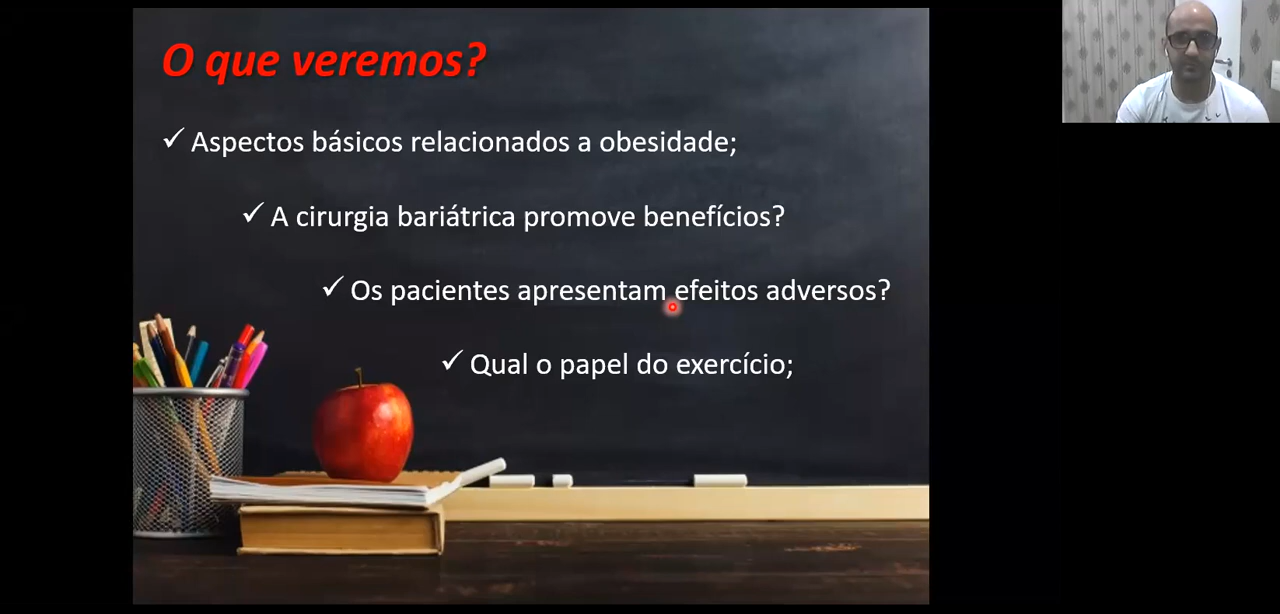 O que veremos?
✓ Aspectos básicos relacionados a obesidade;
✓ A cirurgia bariátrica promove benefícios?
✓ Os pacientes apresentam efeitos adversos?
✓ Qual o papel do exercício;